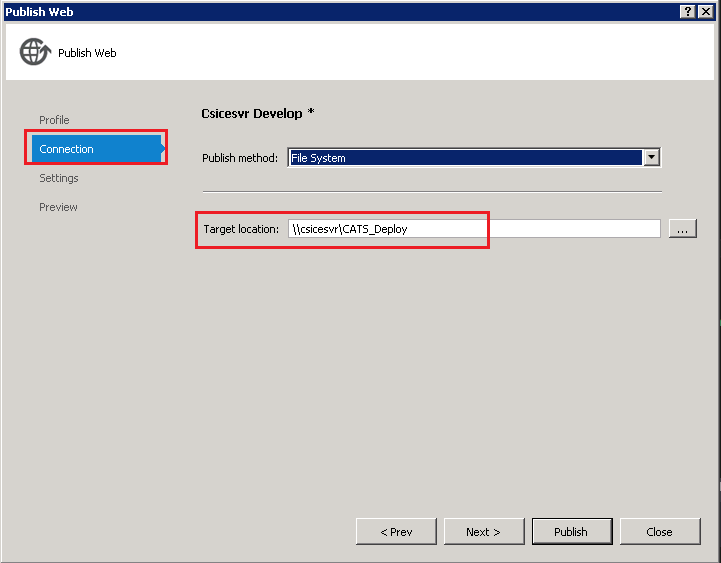 Publish Web
Publish Web
Profile
Connection
Settings
Preview
Csicesvr Develop *
Publish method: File System
Target location: \\csicesvr\CATS_Deploy
...
< Prev
Next >
Publish
Close